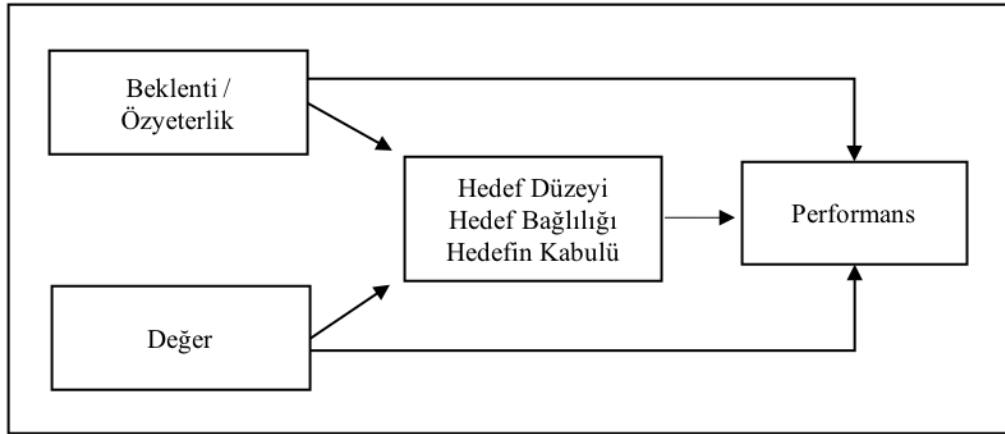 Beklenti /
Özyeterlik
Hedef Düzeyi
Hedef Bağlılığı
Hedefin Kabulü
Performans
Değer